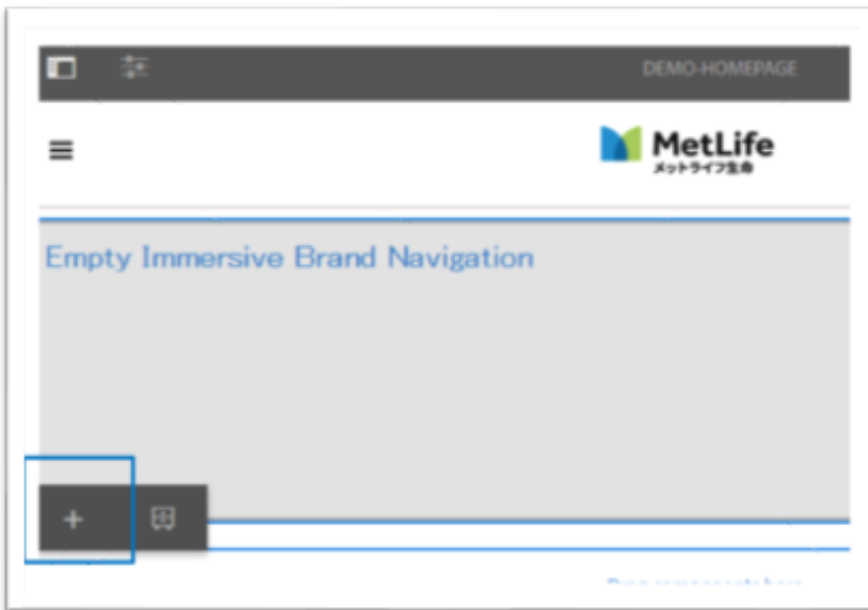 DEMO-HOMEPAGE
MetLife
メットライフ生命
Empty Immersive Brand Navigation